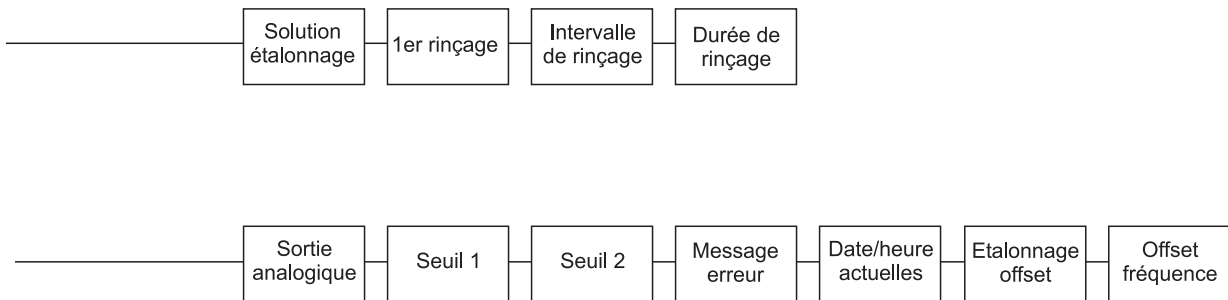 Solution
étalonnage
1er rinçage
Intervalle
de rinçage
Durée de
rinçage
Sortie
analogique
Seuil 1
Seuil 2
Message
erreur
Date/heure
actuelles
Etalonnage
offset
Offset
fréquence